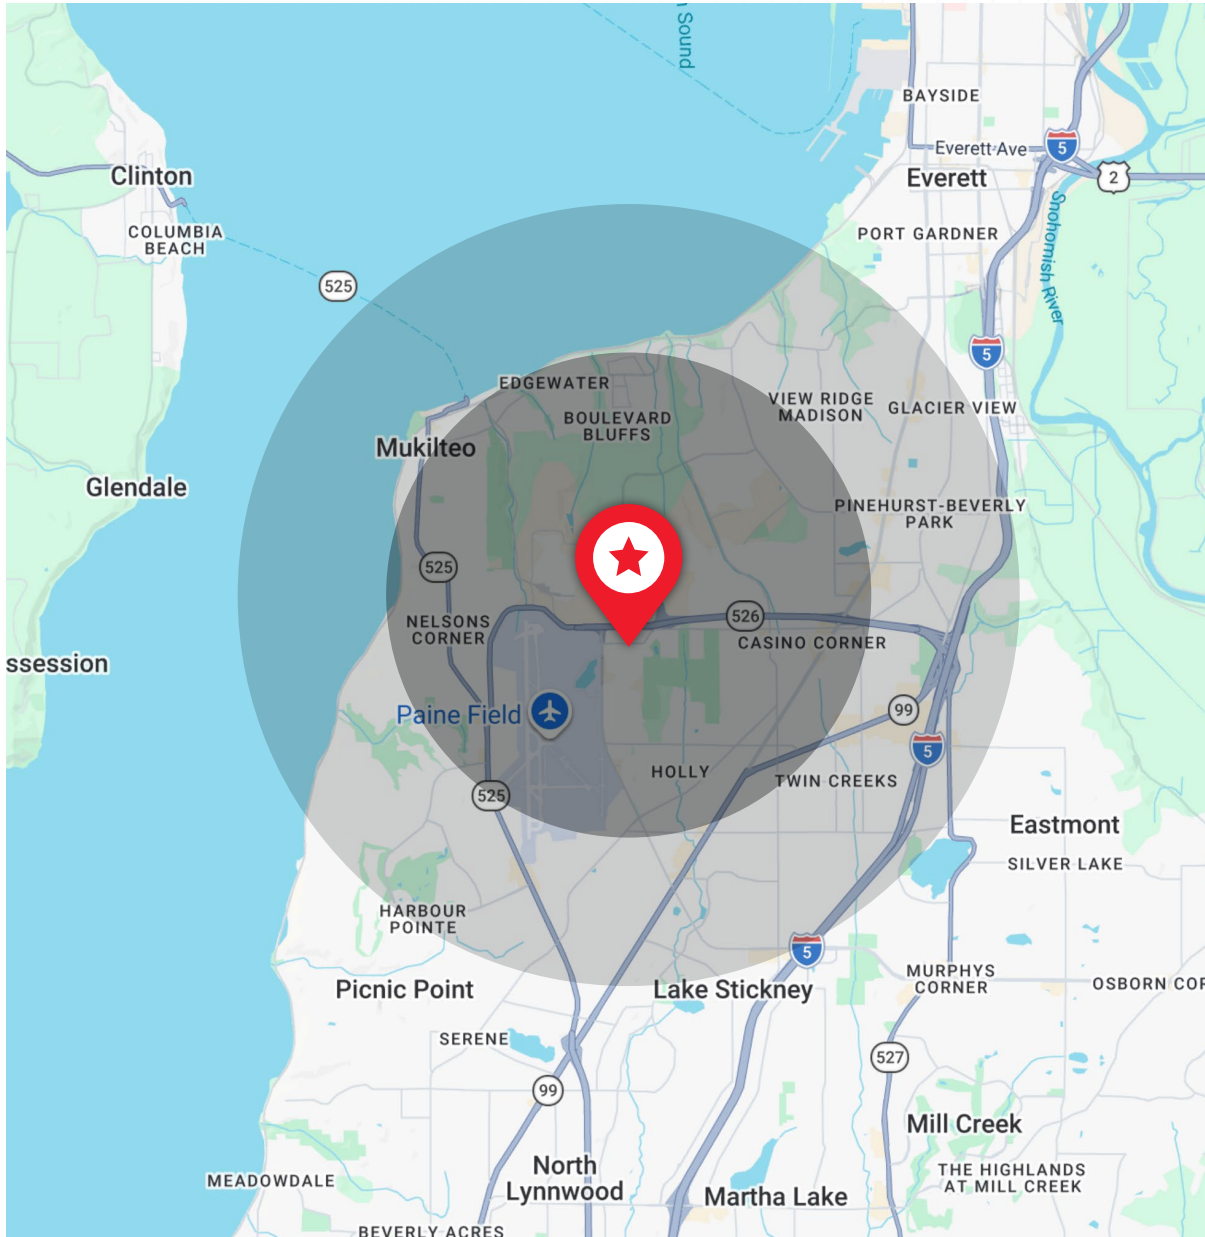 Sound
BAYSIDE
Everett Ave
5
Clinton
Everett
2
COLUMBIA
BEACH
PORT GARDNER
Snohomish River
525
5
EDGEWATER
VIEW RIDGE
MADISON
GLACIER VIEW
BOULEVARD
BLUFFS
Mukilteo
Glendale
PINEHURST-BEVERLY
PARK
525
NELSONS
CORNER
526
CASINO CORNER
ssession
Paine Field
99
5
HOLLY
TWIN CREEKS
525
Eastmont
SILVER LAKE
HARBOUR
POINTE
5
Picnic Point
Lake Stickney
MURPHYS
CORNER
OSBORN COR
SERENE
527
99
Mill Creek
North
Lynnwood
MEADOWDALE
Martha Lake
THE HIGHLANDS
AT MILL CREEK
BEVERLY ACRES